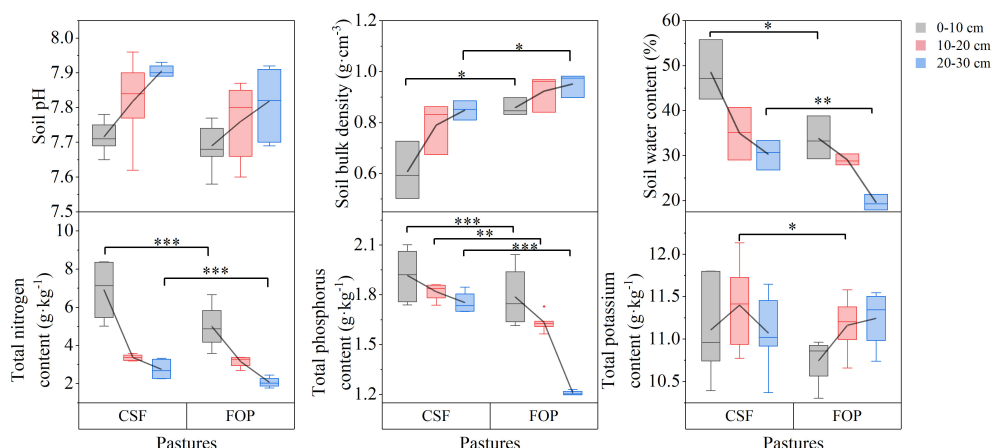 Soil pH
8.1
8.0
7.9
7.8
7.7
7.6
7.5
Soil bulk density (g·cm⁻³)
1.2
1.0
0.8
0.6
*
*
Soil water content (%)
60
50
40
30
20
*
**
0-10 cm
10-20 cm
20-30 cm
Total nitrogen
content (g·kg⁻¹)
10
8
6
4
2
***
***
CSF
FOP
Pastures
Total phosphorus
content (g·kg⁻¹)
2.1
1.8
1.5
1.2
***
**
***
CSF
FOP
Pastures
Total potassium
content (g·kg⁻¹)
12.0
11.5
11.0
10.5
*
CSF
FOP
Pastures